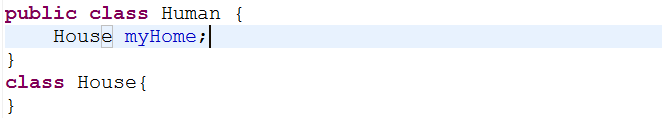 public class Human {
    House myHome;
}
class House{
}